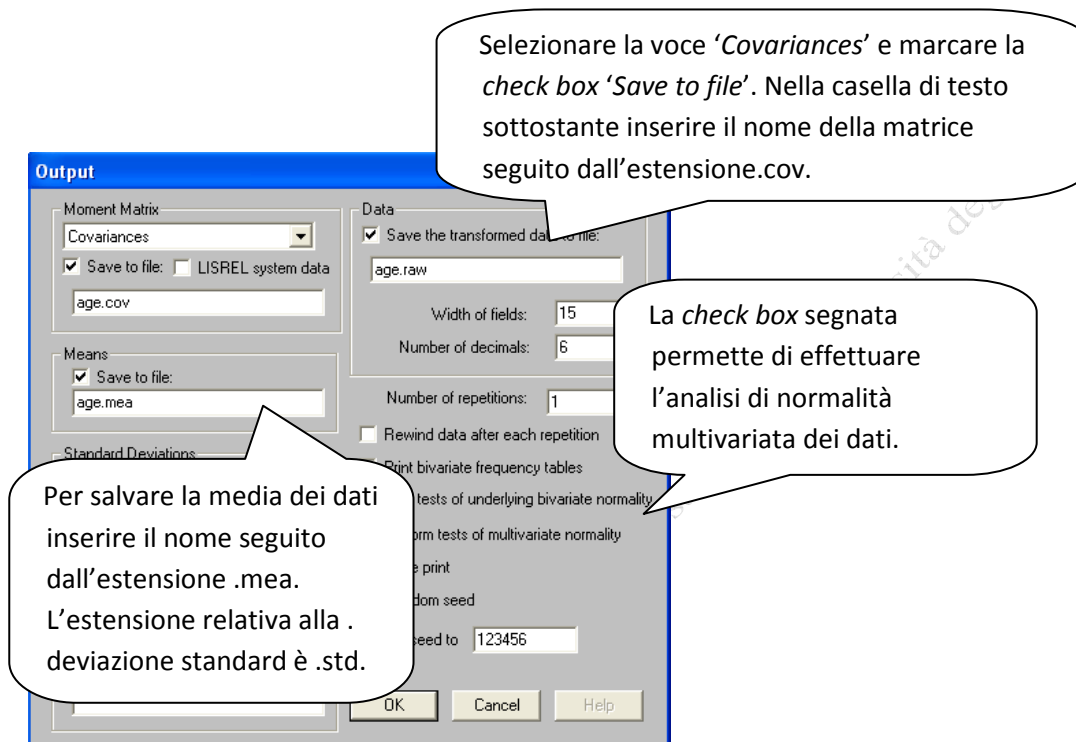 Selezionare la voce ‘Covariances’ e marcare la
check box ‘Save to file’. Nella casella di testo
sottostante inserire il nome della matrice
seguito dall’estensione.cov.
Output
Moment Matrix
Covariances
Save to file:
LISREL system data
age.cov
Means
Save to file:
age.mea
Standard Deviations
Per salvare la media dei dati
inserire il nome seguito
dall’estensione .mea.
L’estensione relativa alla .
deviazione standard è .std.
Data
Save the transformed to file:
age.raw
Width of fields: 15
Number of decimals: 6
Number of repetitions: 1
Rewind data after each repetition
Print bivariate frequency tables
tests of underlying bivariate normality
tests of multivariate normality
print
seed
seed to 123456
OK
Cancel
Help
La check box segnata
permette di effettuare
l’analisi di normalità
multivariata dei dati.